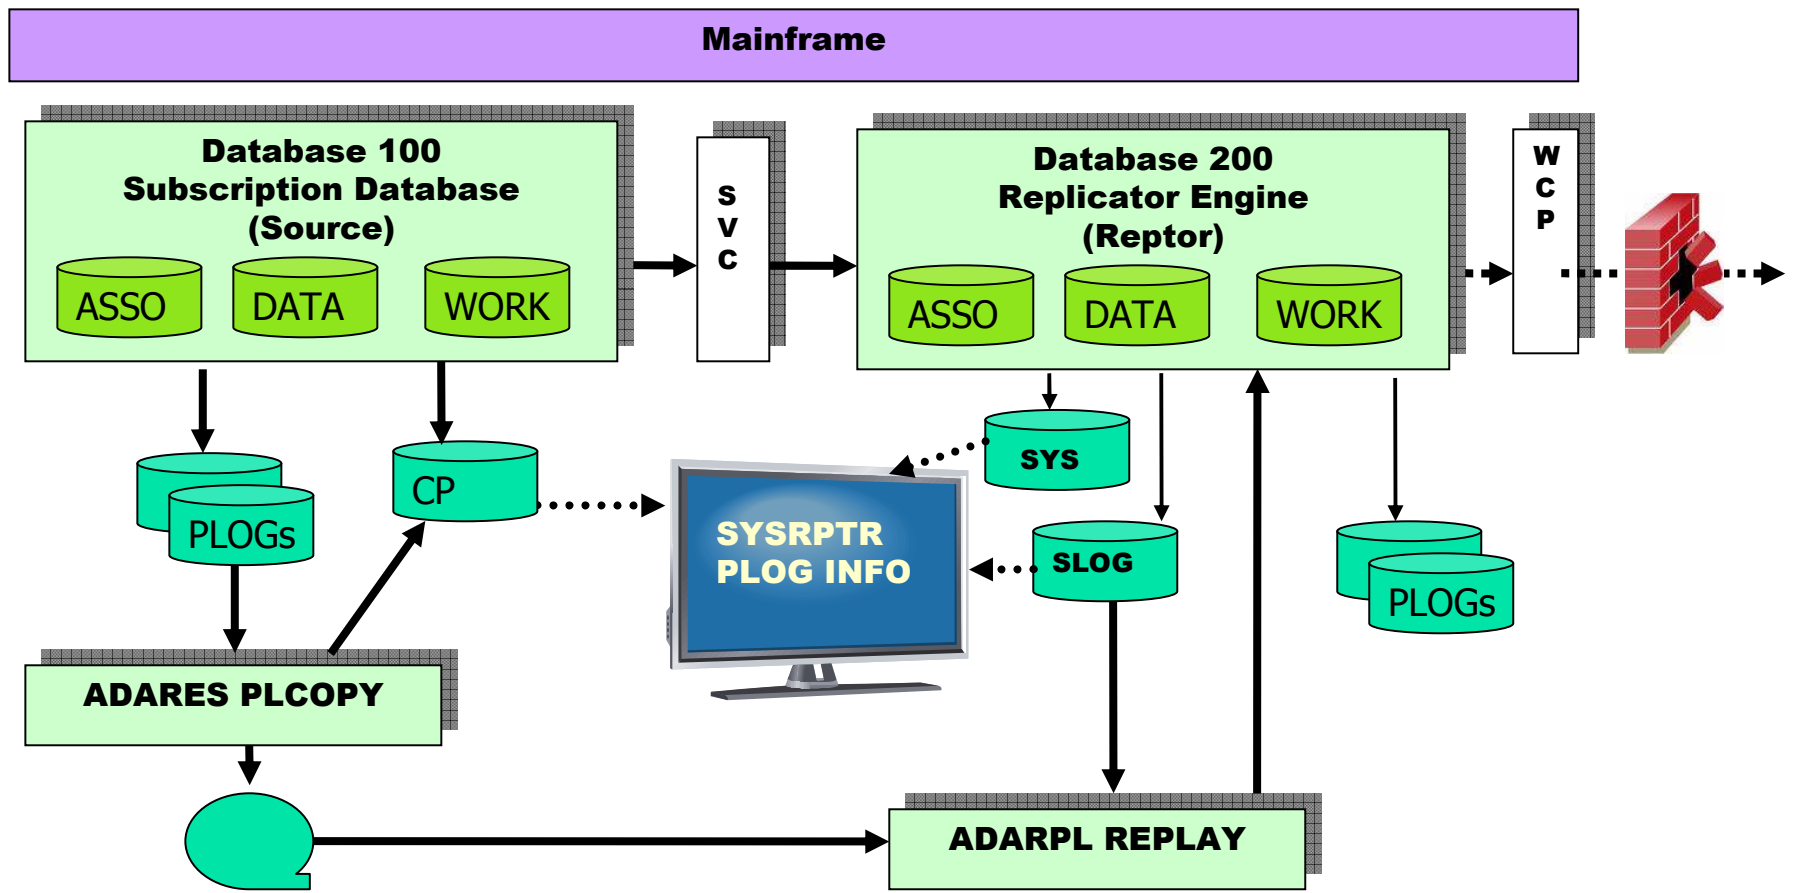 Mainframe
Database 100
Subscription Database
(Source)
ASSO
DATA
WORK
S
V
C
Database 200
Replicator Engine
(Reptor)
ASSO
DATA
WORK
W
C
P
PLOGs
CP
SYSRPTR
PLOG INFO
SYS
SLOG
PLOGs
ADARES PLCOPY
ADARPL REPLAY